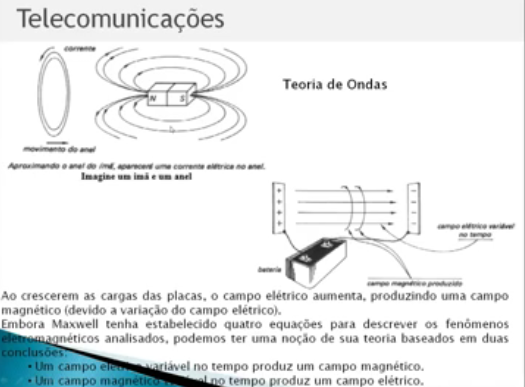 Telecomunicações
corrente
Teoria de Ondas
N S
movimento do anel
Aproximando o anel do ímã, aparecerá uma corrente elétrica no anel.
Imagine um imã e um anel
campo elétrico variável
no tempo
bateria
campo magnético produzido
Ao crescerem as cargas das placas, o campo elétrico aumenta, produzindo uma campo
magnético (devido a variação do campo elétrico).
Embora Maxwell tenha estabelecido quatro equações para descrever os fenômenos
eletromagnéticos analisados, podemos ter uma noção de sua teoria baseados em duas
conclusões:
• Um campo elétrico variável no tempo produz um campo magnético.
• Um campo magnético variável no tempo produz um campo elétrico.